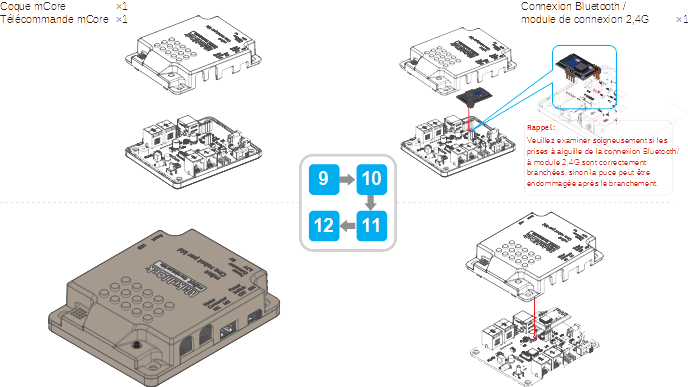 Coque mCore ×1
Télécommande mCore ×1
Connexion Bluetooth /
module de connexion 2,4G ×1
Rappel :
Veuillez examiner soigneusement si les
prises à aiguille de la connexion Bluetooth/
à module 2.4G sont correctement
branchées, sinon la puce peut être
endommagée après le branchement.
9 10
12 11